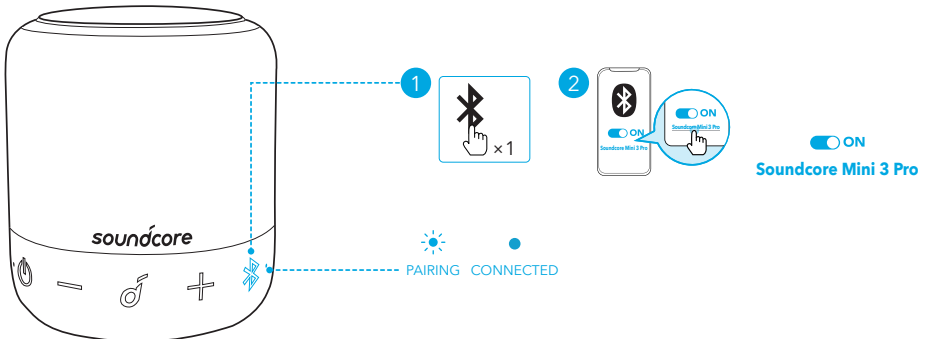 soundcore
1
×1
2
ON
Soundcore Mini 3 Pro
ON
Soundcore Mini 3 Pro
ON
Soundcore Mini 3 Pro
PAIRING CONNECTED